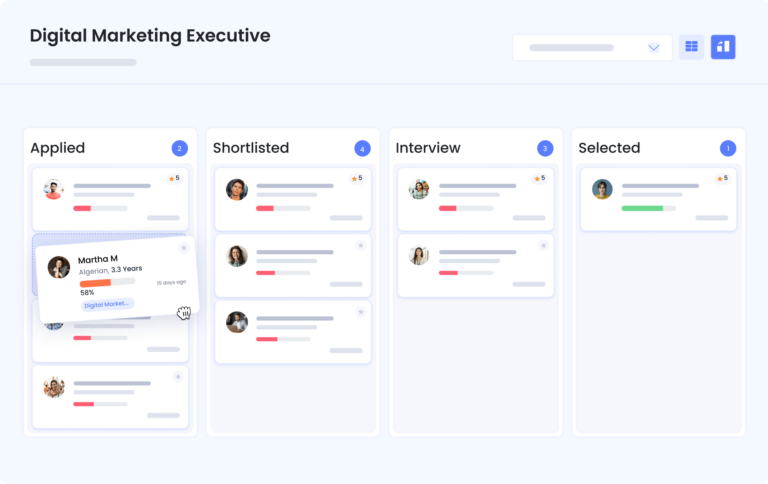 Digital Marketing Executive
Applied
2
5
Martha M
Algerian, 3.3 Years
15 days ago
58%
Digital Market...
Shortlisted
4
5
Interview
3
5
Selected
1
5